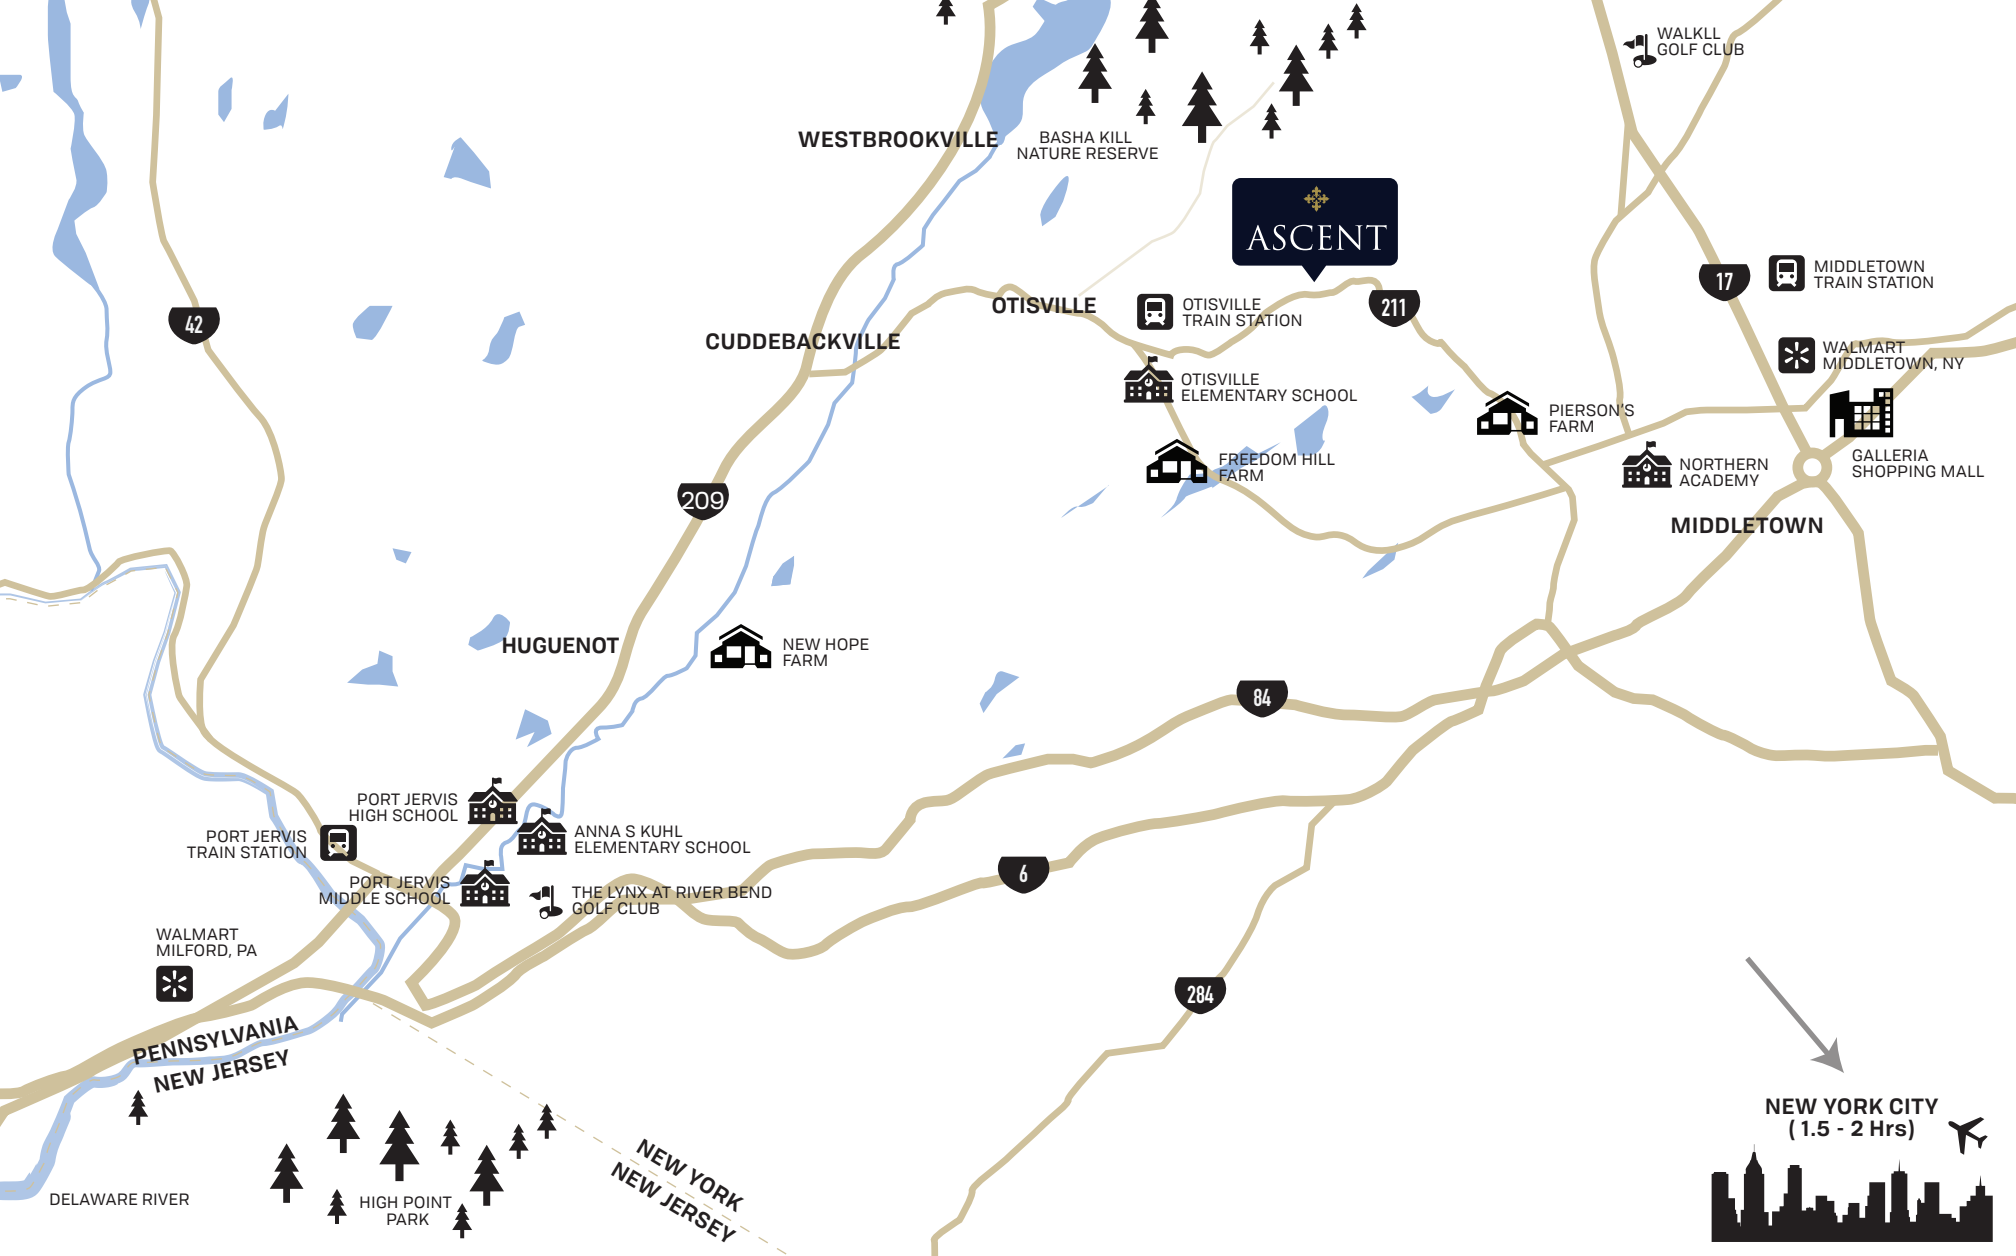 WALKLL
GOLF CLUB
WESTBROOKVILLE
BASHA KILL
NATURE RESERVE
ASCENT
MIDDLETOWN
TRAIN STATION
17
OTISVILLE
OTISVILLE
TRAIN STATION
211
42
CUDDEBACKVILLE
WALMART
MIDDLETOWN, NY
OTISVILLE
ELEMENTARY SCHOOL
PIERSON'S
FARM
FREEDOM HILL
FARM
NORTHERN
ACADEMY
GALLERIA
SHOPPING MALL
209
MIDDLETOWN
HUGUENOT
NEW HOPE
FARM
84
PORT JERVIS
HIGH SCHOOL
PORT JERVIS
TRAIN STATION
ANNA S KUHL
ELEMENTARY SCHOOL
6
PORT JERVIS
MIDDLE SCHOOL
THE LYNX AT RIVER BEND
GOLF CLUB
WALMART
MILFORD, PA
284
PENNSYLVANIA
NEW JERSEY
NEW YORK CITY
( 1.5 - 2 Hrs)
NEW YORK
NEW JERSEY
DELAWARE RIVER
HIGH POINT
PARK